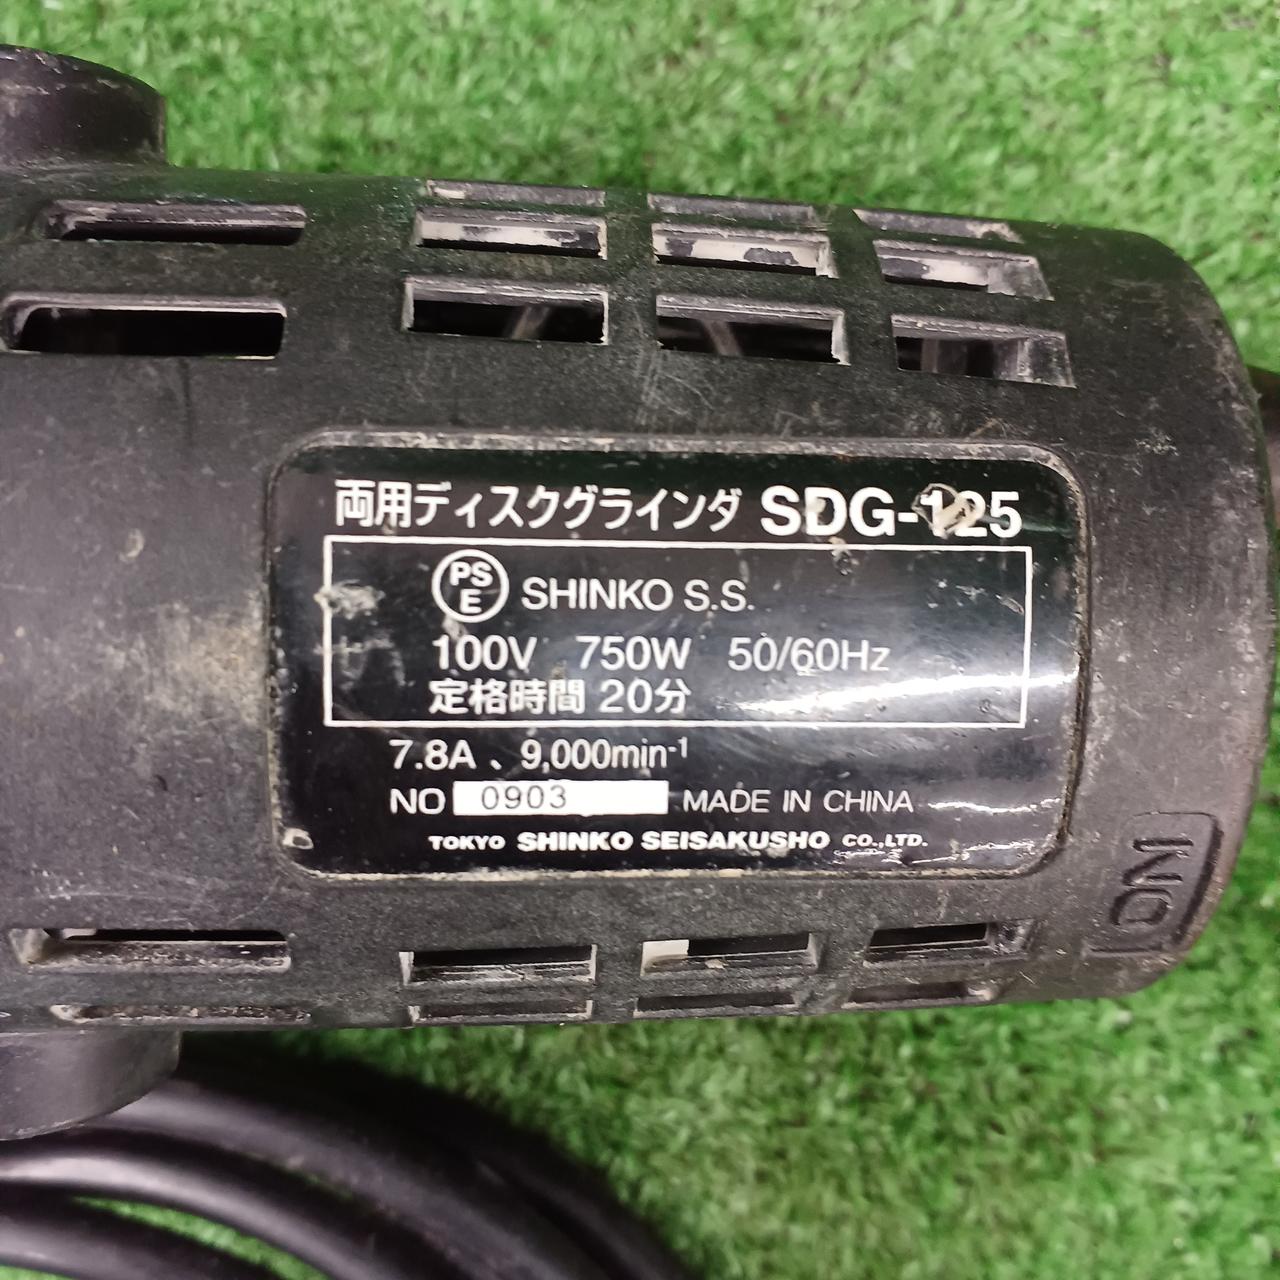 両用ディスクグラインダ SDG-125
PSE SHINKO S.S.
100V 750W 50/60Hz
定格時間 20分
7.8A、9,000min⁻¹
NO 0903 MADE IN CHINA
TOKYO SHINKO SEISAKUSHO CO.,LTD.
NO